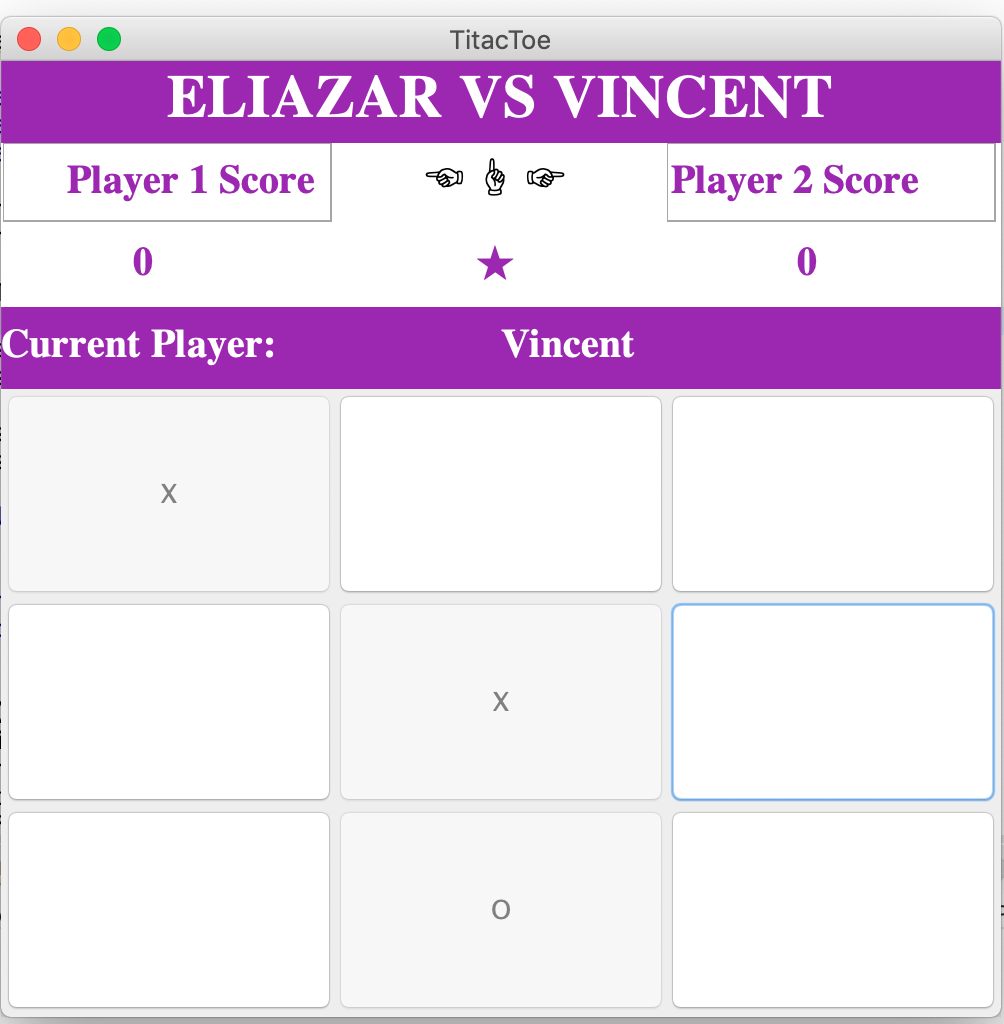 TitacToe
ELIAZAR VS VINCENT
Player 1 Score ☜ ☝ ☞ Player 2 Score
0 ★ 0
Current Player: Vincent
X
X
O